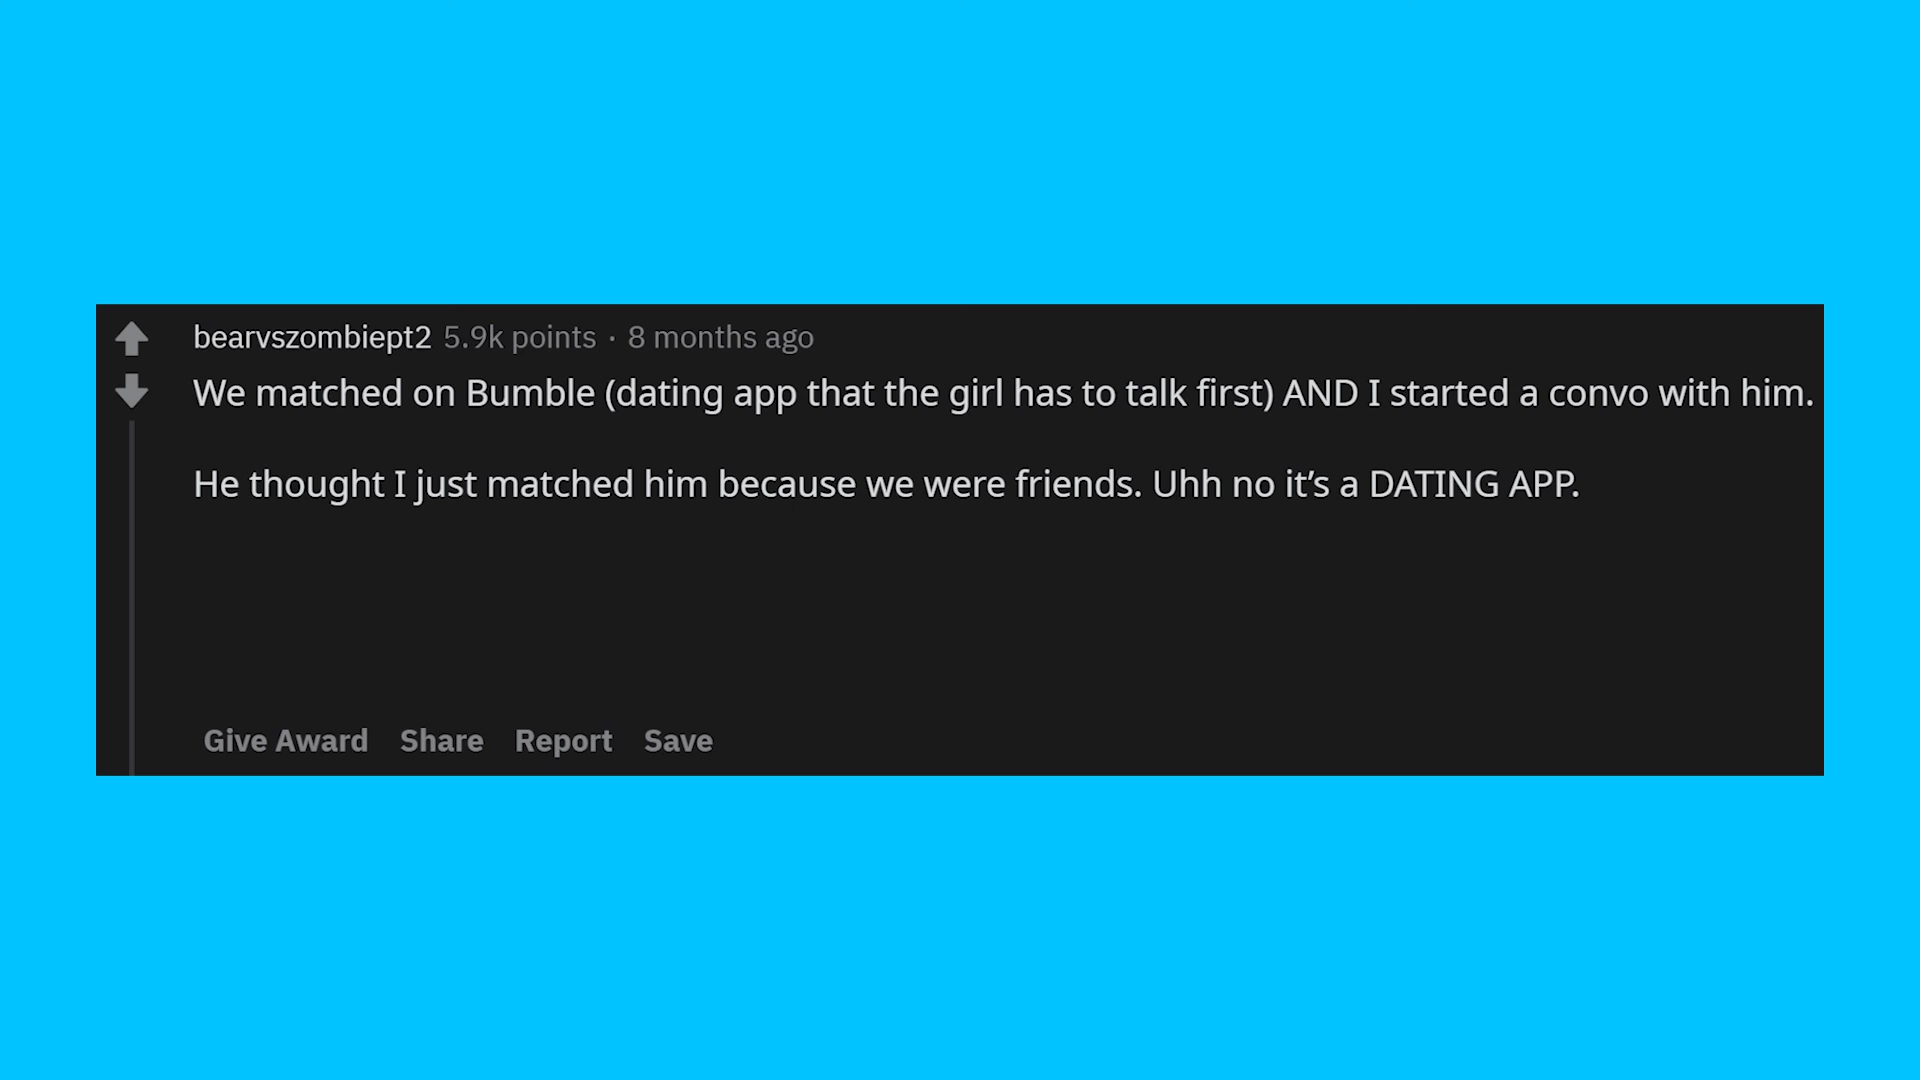 bearvszombiept2 5.9k points · 8 months ago
We matched on Bumble (dating app that the girl has to talk first) AND I started a convo with him.
He thought I just matched him because we were friends. Uhh no it’s a DATING APP.
Give Award Share Report Save